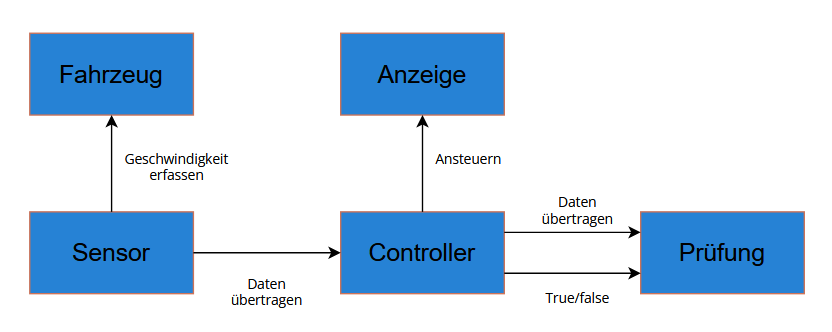 Fahrzeug
Anzeige
Geschwindigkeit
erfassen
Ansteuern
Daten
übertragen
Sensor
Controller
Prüfung
Daten
übertragen
True/false